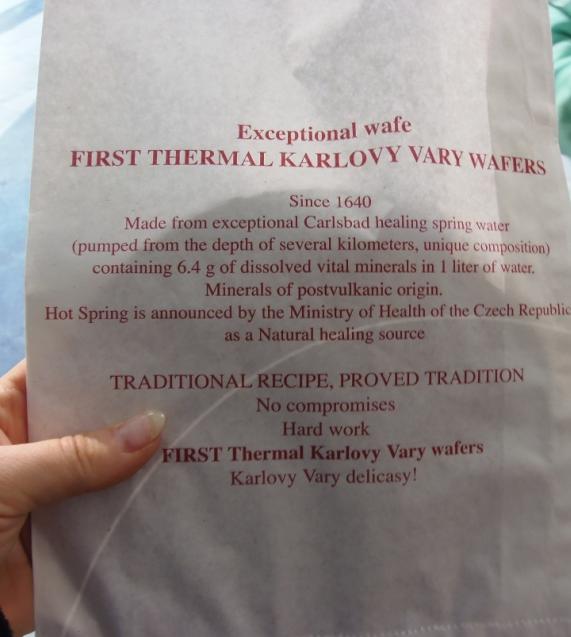 Exceptional wafe
FIRST THERMAL KARLOVY VARY WAFERS
Since 1640
Made from exceptional Carlsbad healing spring water
(pumped from the depth of several kilometers, unique composition)
containing 6.4 g of dissolved vital minerals in 1 liter of water.
Minerals of postvulkanic origin.
Hot Spring is announced by the Ministry of Health of the Czech Republic
as a Natural healing source
TRADITIONAL RECIPE, PROVED TRADITION
No compromises
Hard work
FIRST Thermal Karlovy Vary wafers
Karlovy Vary delicasy!